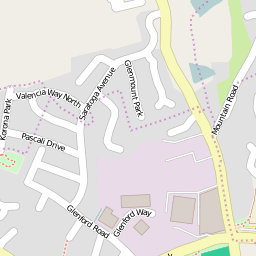 Glenmount Park
Saratoga Avenue
Valencia Way North
Korona Park
Mountain Road
Pascali Drive
Glenford Way
Glenford Road